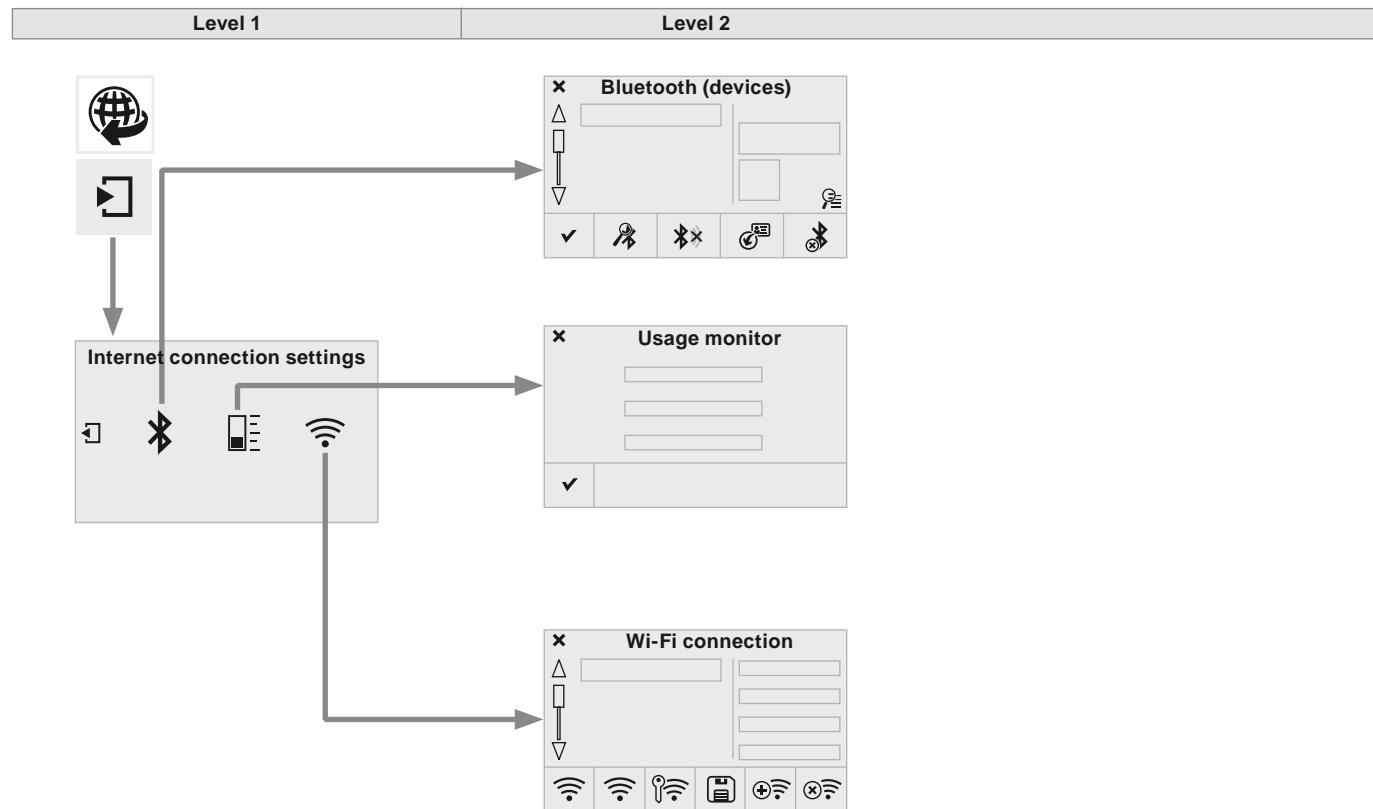 Level 1
Level 2
Bluetooth (devices)
Internet connection settings
Usage monitor
Wi-Fi connection